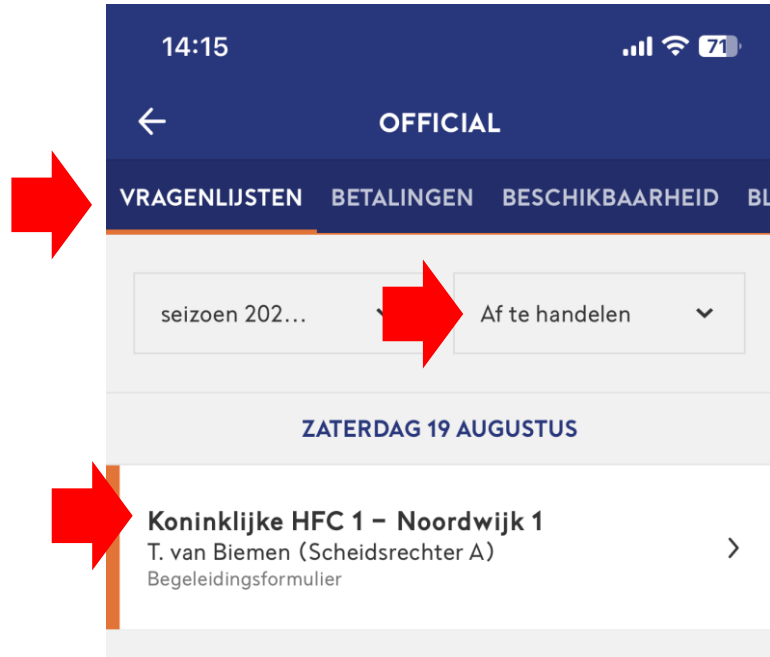 14:15 71
OFFICIAL
VRAGENLIJSTEN BETALINGEN BESCHIKBAARHEID BL
seizoen 202... Af te handelen
ZATERDAG 19 AUGUSTUS
Koninklijke HFC 1 – Noordwijk 1
T. van Biemen (Scheidsrechter A)
Begeleidingsformulier